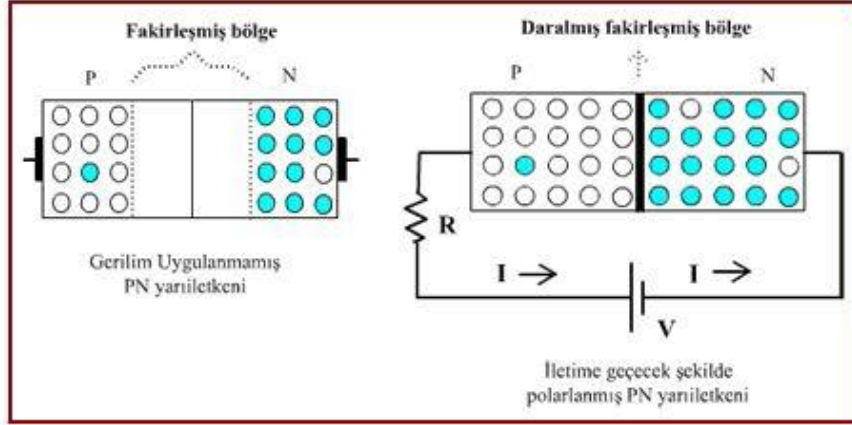 Fakirleşmiş bölge
P
N
Gerilim Uygulanmamış
PN yarıiletkeni
Daralmış fakirleşmiş bölge
P
N
R
I
I
V
İletime geçecek şekilde
polarlanmış PN yarıiletkeni